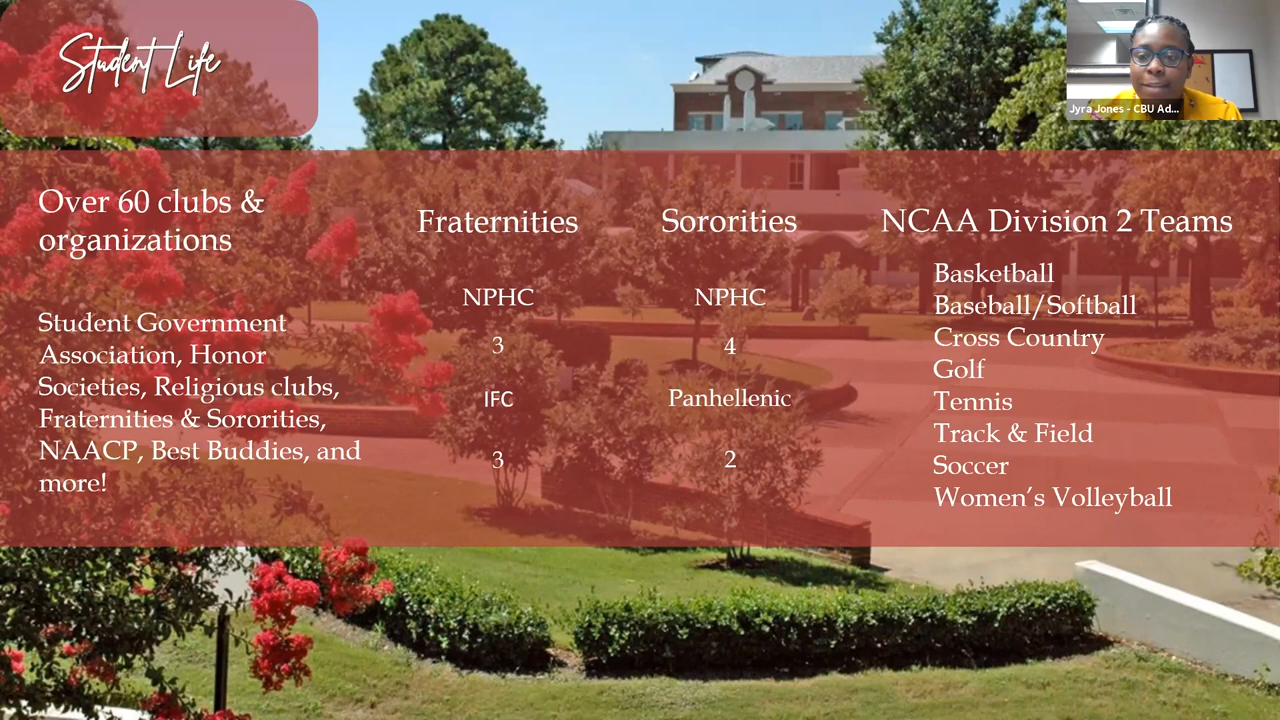 Student Life
Jyra Jones - CBU Ad...
Over 60 clubs &
organizations
Student Government
Association, Honor
Societies, Religious clubs,
Fraternities & Sororities,
NAACP, Best Buddies, and
more!
Fraternities
NPHC
3
IFC
3
Sororities
NPHC
4
Panhellenic
2
NCAA Division 2 Teams
Basketball
Baseball/Softball
Cross Country
Golf
Tennis
Track & Field
Soccer
Women’s Volleyball